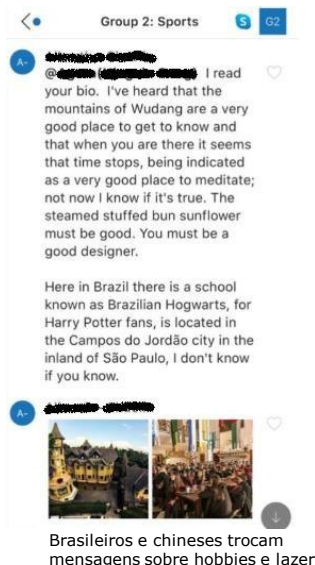 Group 2: Sports
G2
A-
@ I read
your bio. I've heard that the
mountains of Wudang are a very
good place to get to know and
that when you are there it seems
that time stops, being indicated
as a very good place to meditate;
not now I know if it's true. The
steamed stuffed bun sunflower
must be good. You must be a
good designer.
Here in Brazil there is a school
known as Brazilian Hogwarts, for
Harry Potter fans, is located in
the Campos do Jordão city in the
inland of São Paulo, I don't know
if you know.
A-
Brasileiros e chineses trocam
mensagens sobre hobbies e lazer